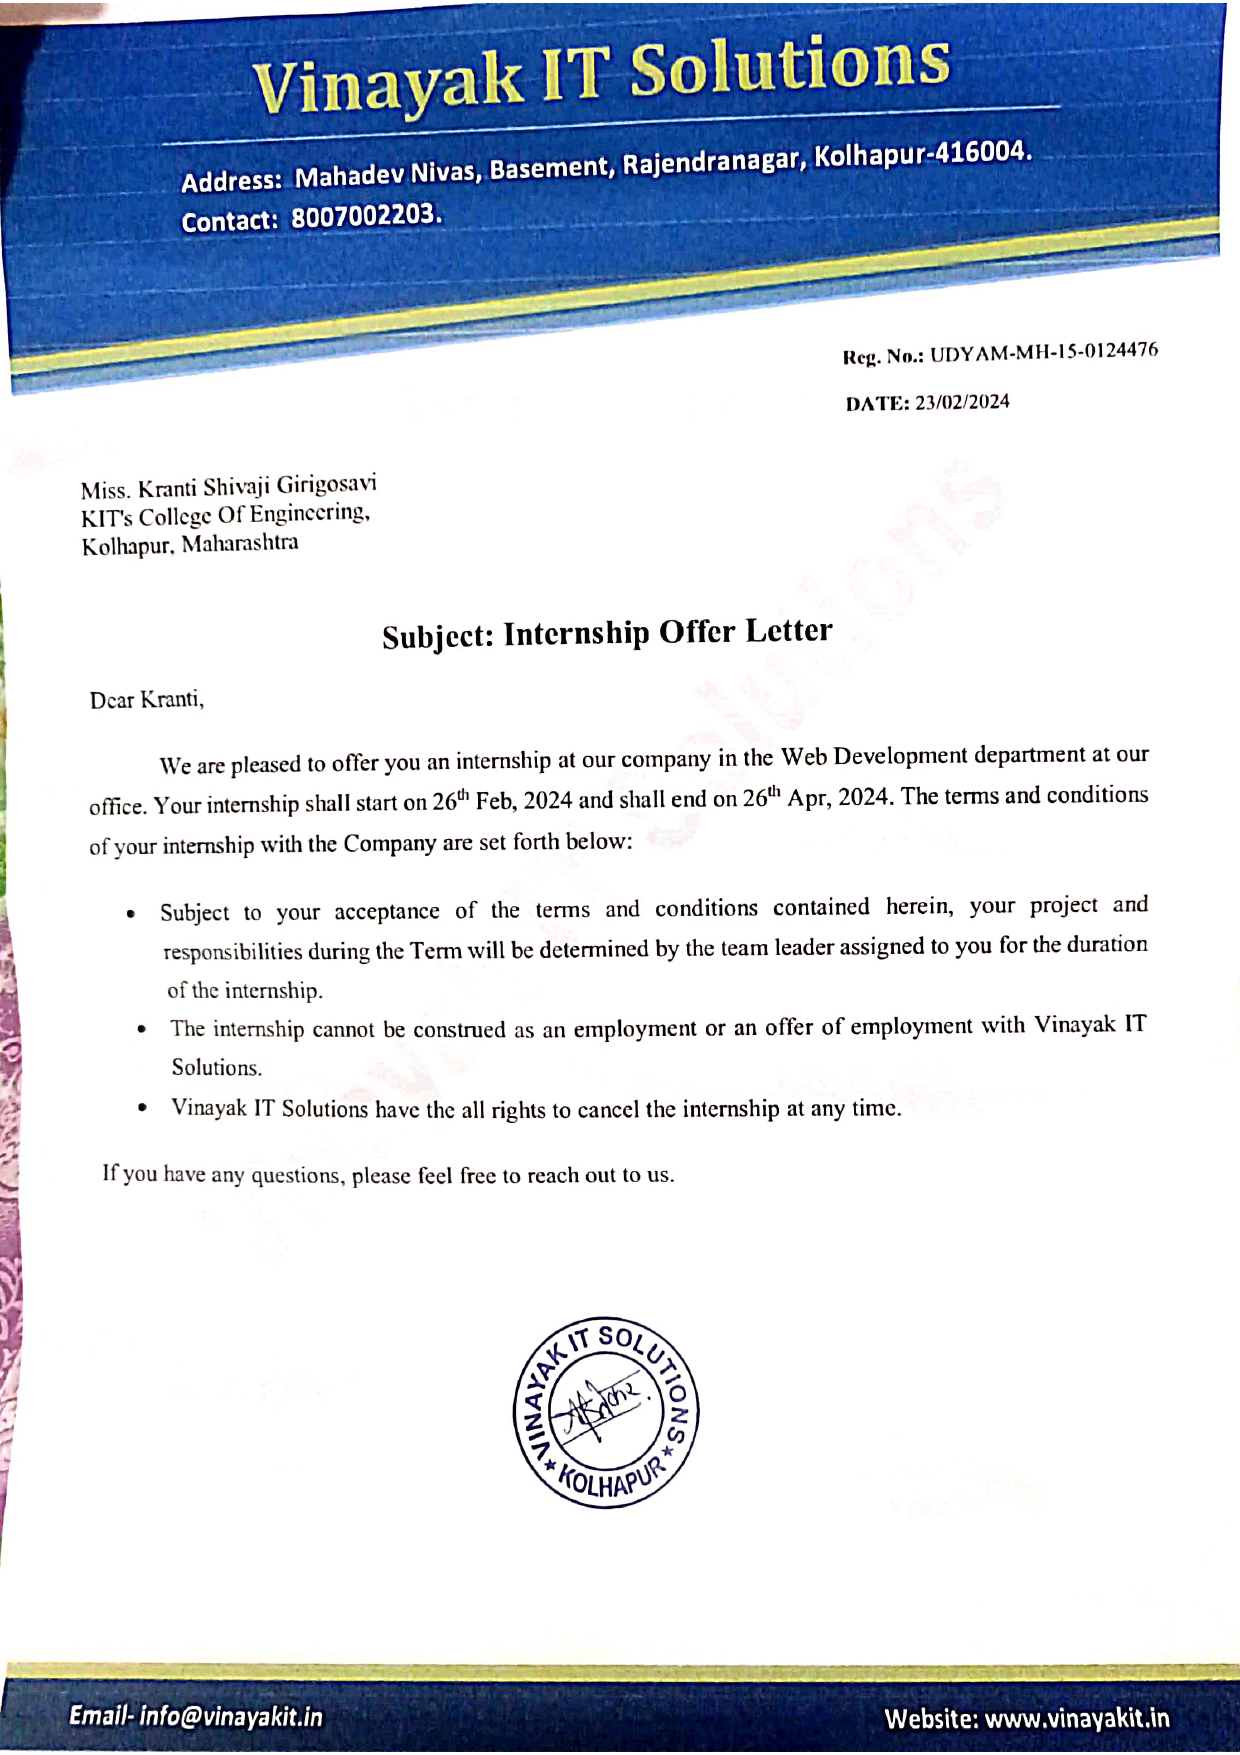 Vinayak IT Solutions
Address: Mahadev Nivas, Basement, Rajendranagar, Kolhapur-416004.
Contact: 8007002203.
Reg. No.: UDYAM-MH-15-0124476
DATE: 23/02/2024
Miss. Kranti Shivaji Girigosavi
KIT's College Of Engineering,
Kolhapur, Maharashtra
Subject: Internship Offer Letter
Dear Kranti,
We are pleased to offer you an internship at our company in the Web Development department at our
office. Your internship shall start on 26th Feb, 2024 and shall end on 26th Apr, 2024. The terms and conditions
of your internship with the Company are set forth below:
• Subject to your acceptance of the terms and conditions contained herein, your project and
responsibilities during the Term will be determined by the team leader assigned to you for the duration
of the internship.
• The internship cannot be construed as an employment or an offer of employment with Vinayak IT
Solutions.
• Vinayak IT Solutions have the all rights to cancel the internship at any time.
If you have any questions, please feel free to reach out to us.
VINAYAK IT SOLUTIONS
★ KOLHAPUR ★
Email- info@vinayakit.in
Website: www.vinayakit.in